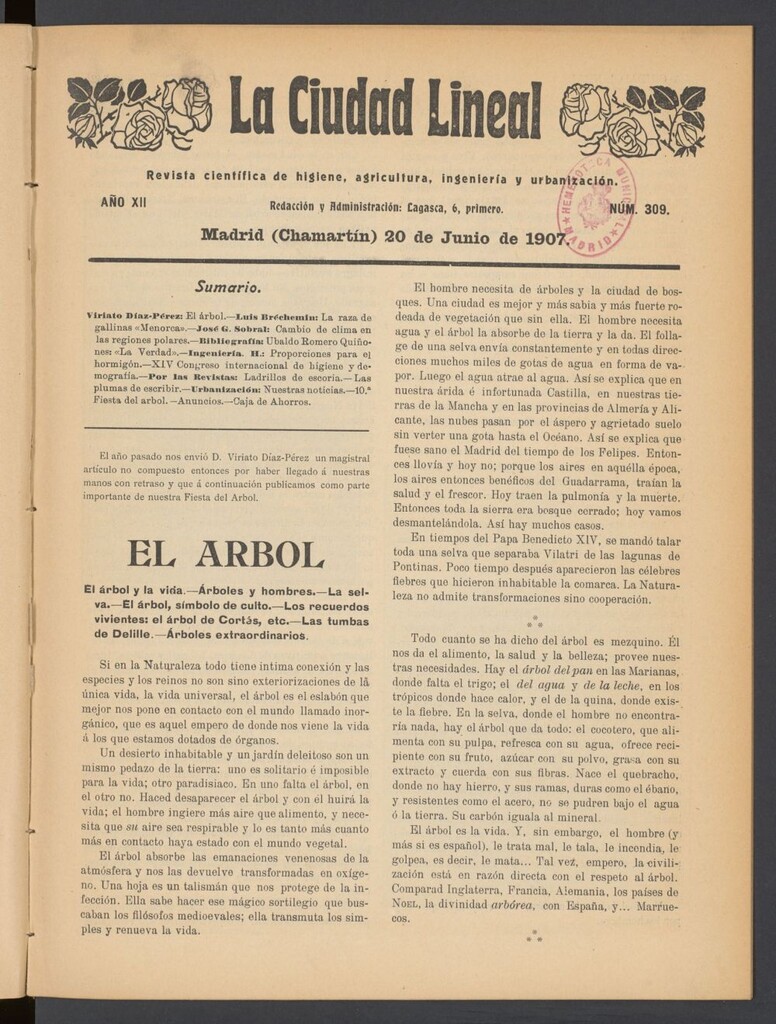 La Ciudad Lineal
Revista científica de higiene, agricultura, ingeniería y urbanización.
AÑO XII
Redacción y Administración: Lagasca, 6, primero.
NÚM. 309.
HEMEROTECA MUNICIPAL
MADRID
Madrid (Chamartín) 20 de Junio de 1907.
Sumario.
Viriato Díaz-Pérez: El árbol.—Luis Bréchemin: La raza de
gallinas «Menorca».—José G. Sobral: Cambio de clima en
las regiones polares.—Bibliografía: Ubaldo Romero Quiño-
nes: «La Verdad».—Ingeniería. H.: Proporciones para el
hormigón.—XIV Congreso internacional de higiene y de-
mografía.—Por las Revistas: Ladrillos de escoria.—Las
plumas de escribir.—Urbanización: Nuestras noticias.—10.ª
Fiesta del arbol.—Anuncios.—Caja de Ahorros.
El año pasado nos envió D. Viriato Díaz-Pérez un magistral
artículo no compuesto entonces por haber llegado á nuestras
manos con retraso y que á continuación publicamos como parte
importante de nuestra Fiesta del Arbol.
EL ARBOL
El árbol y la vida.—Árboles y hombres.—La sel-
va.—El árbol, símbolo de culto.—Los recuerdos
vivientes: el árbol de Cortés, etc.—Las tumbas
de Delille.—Árboles extraordinarios.
Si en la Naturaleza todo tiene intima conexión y las
especies y los reinos no son sino exteriorizaciones de la
única vida, la vida universal, el árbol es el eslabón que
mejor nos pone en contacto con el mundo llamado inor-
gánico, que es aquel empero de donde nos viene la vida
á los que estamos dotados de órganos.
Un desierto inhabitable y un jardín deleitoso son un
mismo pedazo de la tierra: uno es solitario é imposible
para la vida; otro paradisiaco. En uno falta el árbol, en
el otro no. Haced desaparecer el árbol y con él huirá la
vida; el hombre ingiere más aire que alimento, y nece-
sita que su aire sea respirable y lo es tanto más cuanto
más en contacto haya estado con el mundo vegetal.
El árbol absorbe las emanaciones venenosas de la
atmósfera y nos las devuelve transformadas en oxíge-
no. Una hoja es un talismán que nos protege de la in-
fección. Ella sabe hacer ese mágico sortilegio que bus-
caban los filósofos medioevales; ella transmuta los sim-
ples y renueva la vida.
El hombre necesita de árboles y la ciudad de bos-
ques. Una ciudad es mejor y más sabia y más fuerte ro-
deada de vegetación que sin ella. El hombre necesita
agua y el árbol la absorbe de la tierra y la da. El folla-
ge de una selva envía constantemente y en todas direc-
ciones muchos miles de gotas de agua en forma de va-
por. Luego el agua atrae al agua. Así se explica que en
nuestra árida é infortunada Castilla, en nuestras tie-
rras de la Mancha y en las provincias de Almería y Ali-
cante, las nubes pasan por el áspero y agrietado suelo
sin verter una gota hasta el Océano. Así se explica que
fuese sano el Madrid del tiempo de los Felipes. Enton-
ces llovía y hoy no; porque los aires en aquélla época,
los aires entonces benéficos del Guadarrama, traían la
salud y el frescor. Hoy traen la pulmonía y la muerte.
Entonces toda la sierra era bosque cerrado; hoy vamos
desmantelándola. Así hay muchos casos.
En tiempos del Papa Benedicto XIV, se mandó talar
toda una selva que separaba Vilatri de las lagunas de
Pontinas. Poco tiempo después aparecieron las célebres
fiebres que hicieron inhabitable la comarca. La Natura-
leza no admite transformaciones sino cooperación.
Todo cuanto se ha dicho del árbol es mezquino. Él
nos da el alimento, la salud y la belleza; provee nues-
tras necesidades. Hay el árbol del pan en las Marianas,
donde falta el trigo; el del agua y de la leche, en los
trópicos donde hace calor, y el de la quina, donde exis-
te la fiebre. En la selva, donde el hombre no encontra-
ría nada, hay el árbol que da todo: el cocotero, que ali-
menta con su pulpa, refresca con su agua, ofrece reci-
piente con su fruto, azúcar con su polvo, grasa con su
extracto y cuerda con sus fibras. Nace el quebracho,
donde no hay hierro, y sus ramas, duras como el ébano,
y resistentes como el acero, no se pudren bajo el agua
ó la tierra. Su carbón iguala al mineral.
El árbol es la vida. Y, sin embargo, el hombre (y
más si es español), le trata mal, le tala, le incendia, le
golpea, es decir, le mata... Tal vez, empero, la civili-
zación está en razón directa con el respeto al árbol.
Comparad Inglaterra, Francia, Alemania, los países de
NOEL, la divinidad arbórea, con España, y... Marrue-
cos.